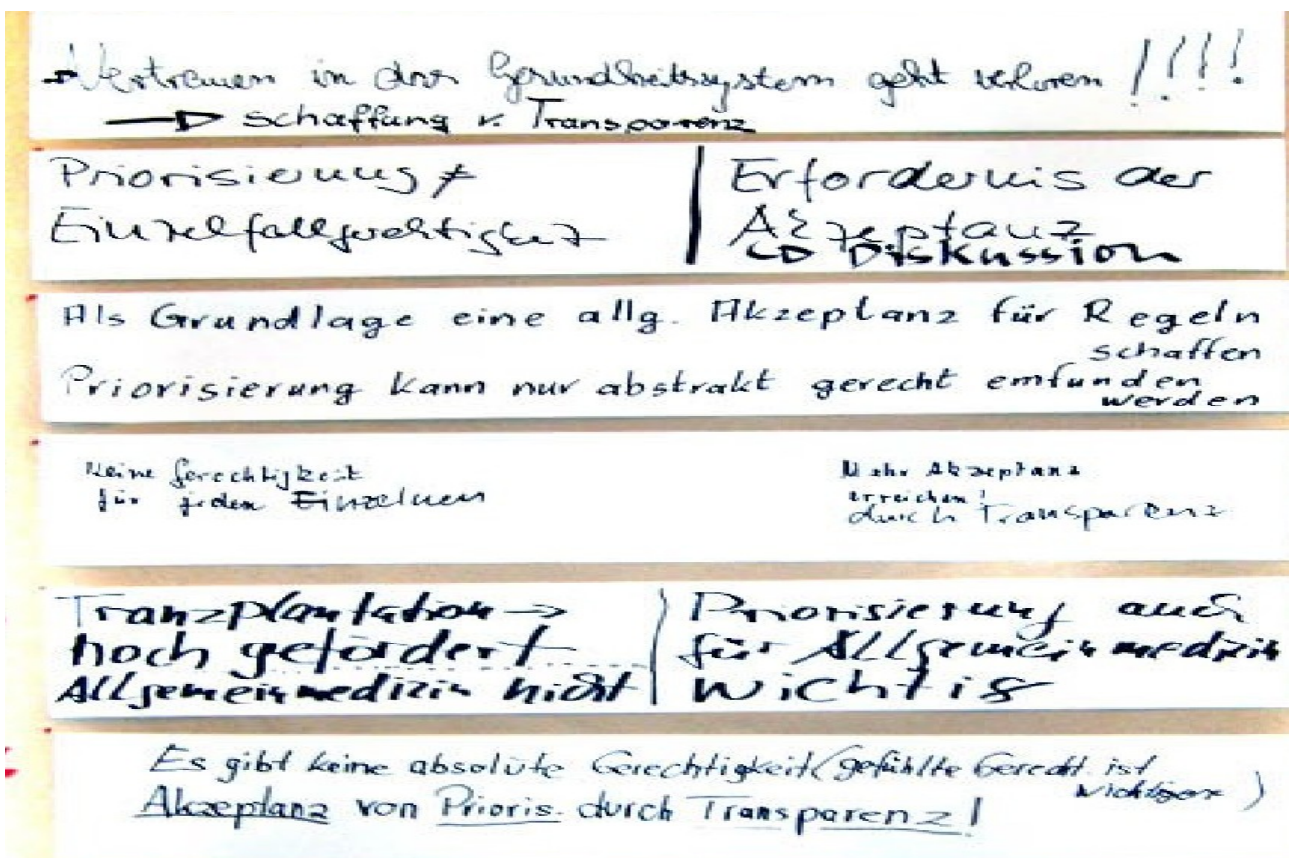 → Vertrauen in das Gesundheitssystem geht verloren !!!!
→ Schaffung v. Transparenz
Priorisierung ≠
Einzelfallgerechtigkeit
Erfordernis der
Akzeptanz
↳ Diskussion
Als Grundlage eine allg. Akzeptanz für Regeln
schaffen
Priorisierung kann nur abstrakt gerecht emfunden
werden
Keine Gerechtigkeit
für jeden Einzelnen
Mehr Akzeptanz
erreichen!
durch Transparenz
Tranzplantation →
hoch gefördert
Allgemeinmedizin nicht
Priorisierung auch
für Allgemeinmedizin
wichtig
Es gibt keine absolute Gerechtigkeit (gefühlte Gerecht. ist
wichtiger)
Akzeptanz von Prioris. durch Transparenz!